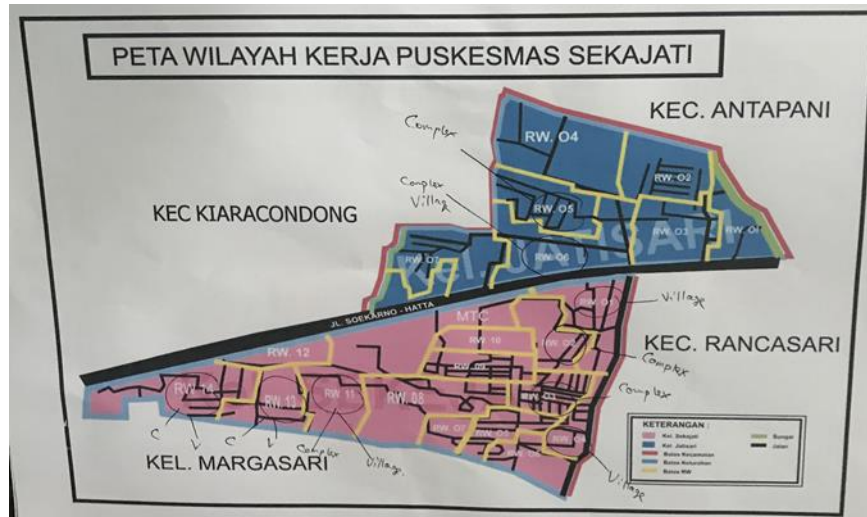 PETA WILAYAH KERJA PUSKESMAS SEKAJATI
KEC. ANTAPANI
Complex
RW. 04
RW. 02
Complex
Village
KEC KIARACONDONG
RW. 05
RW. 03
RW. 01
Kel. JATISARI
RW. 07
RW. 06
JL. SOEKARNO - HATTA
RW. 01
Village
MTC
KEC. RANCASARI
RW. 12
RW. 10
RW. 02
Complex
RW. 09
RW. 14
RW. 13
RW. 11
RW. 08
RW. 03
Complex
KETERANGAN :
Kel. Sekajati
Kel. Jatisari
Batas Kecamatan
Batas Kelurahan
Batas RW
Sungai
Jalan
RW. 07
C
V
C
V
Complex
Village
KEL. MARGASARI
Village